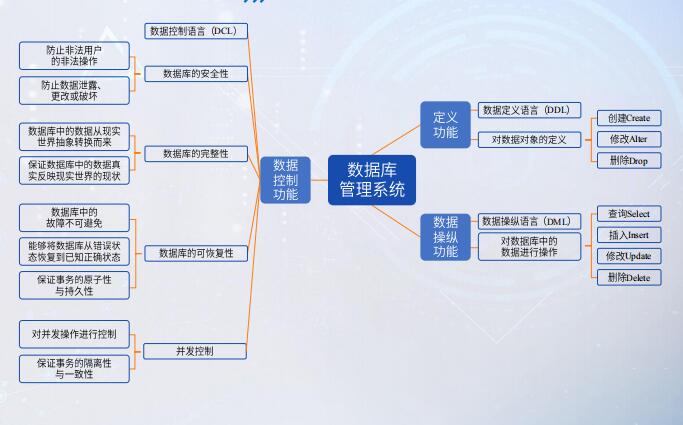 数据控制语言（DCL）
防止非法用户
的非法操作
防止数据泄露、
更改或破坏
数据库的安全性
数据库中的数据从现实
世界抽象转换而来
保证数据库中的数据真
实反映现实世界的现状
数据库的完整性
数据库中的
故障不可避免
能够将数据库从错误状
态恢复到已知正确状态
保证事务的原子性
与持久性
数据库的可恢复性
对并发操作进行控制
保证事务的隔离性
与一致性
并发控制
数据
控制
功能
数据库
管理系统
定义
功能
数据定义语言（DDL）
对数据对象的定义
创建Create
修改Alter
删除Drop
数据
操纵
功能
数据操纵语言（DML）
对数据库中的
数据进行操作
查询Select
插入Insert
修改Update
删除Delete